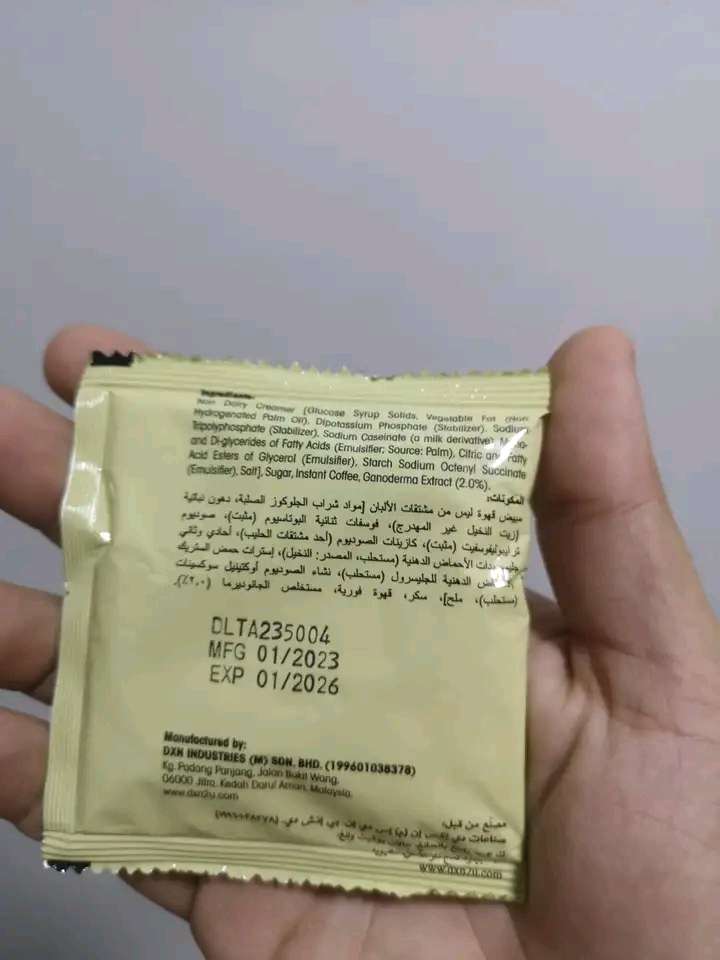 Ingredients:
Non Dairy Creamer [Glucose Syrup Solids, Vegetable Fat (Non
Hydrogenated Palm Oil), Dipotassium Phosphate (Stabilizer), Sodium
Tripolyphosphate (Stabilizer), Sodium Caseinate (a milk derivative), Mono-
and Di-glycerides of Fatty Acids (Emulsifier; Source: Palm), Citric and Fatty
Acid Esters of Glycerol (Emulsifier), Starch Sodium Octenyl Succinate
(Emulsifier), Salt], Sugar, Instant Coffee, Ganoderma Extract (2.0%).
المكونات:
مبيض قهوة ليس من مشتقات الألبان [مواد شراب الجلوكوز الصلبة، دهون نباتية
(زيت النخيل غير المهدرج)، فوسفات ثنائية البوتاسيوم (مثبت)، صوديوم
تريبوليفوسفيت (مثبت)، كازينات الصوديوم (أحد مشتقات الحليب)، أحادي وثاني
الأحماض الدهنية (مستحلب، المصدر: النخيل)، إسترات حمض الستريك
الدهنية للجليسرول (مستحلب)، نشاء الصوديوم أوكتينيل سوكسينات
(مستحلب)، ملح]، سكر، قهوة فورية، مستخلص الجانوديرما (٢,٠٪).
DLTA235004
MFG 01/2023
EXP 01/2026
Manufactured by:
DXN INDUSTRIES (M) SDN. BHD. (199601038378)
Kg. Padang Panjang, Jalan Bukit Wang,
06000 Jitra, Kedah Darul Aman, Malaysia.
www.dxn2u.com
مصنع من قبل:
www.dxn2u.com